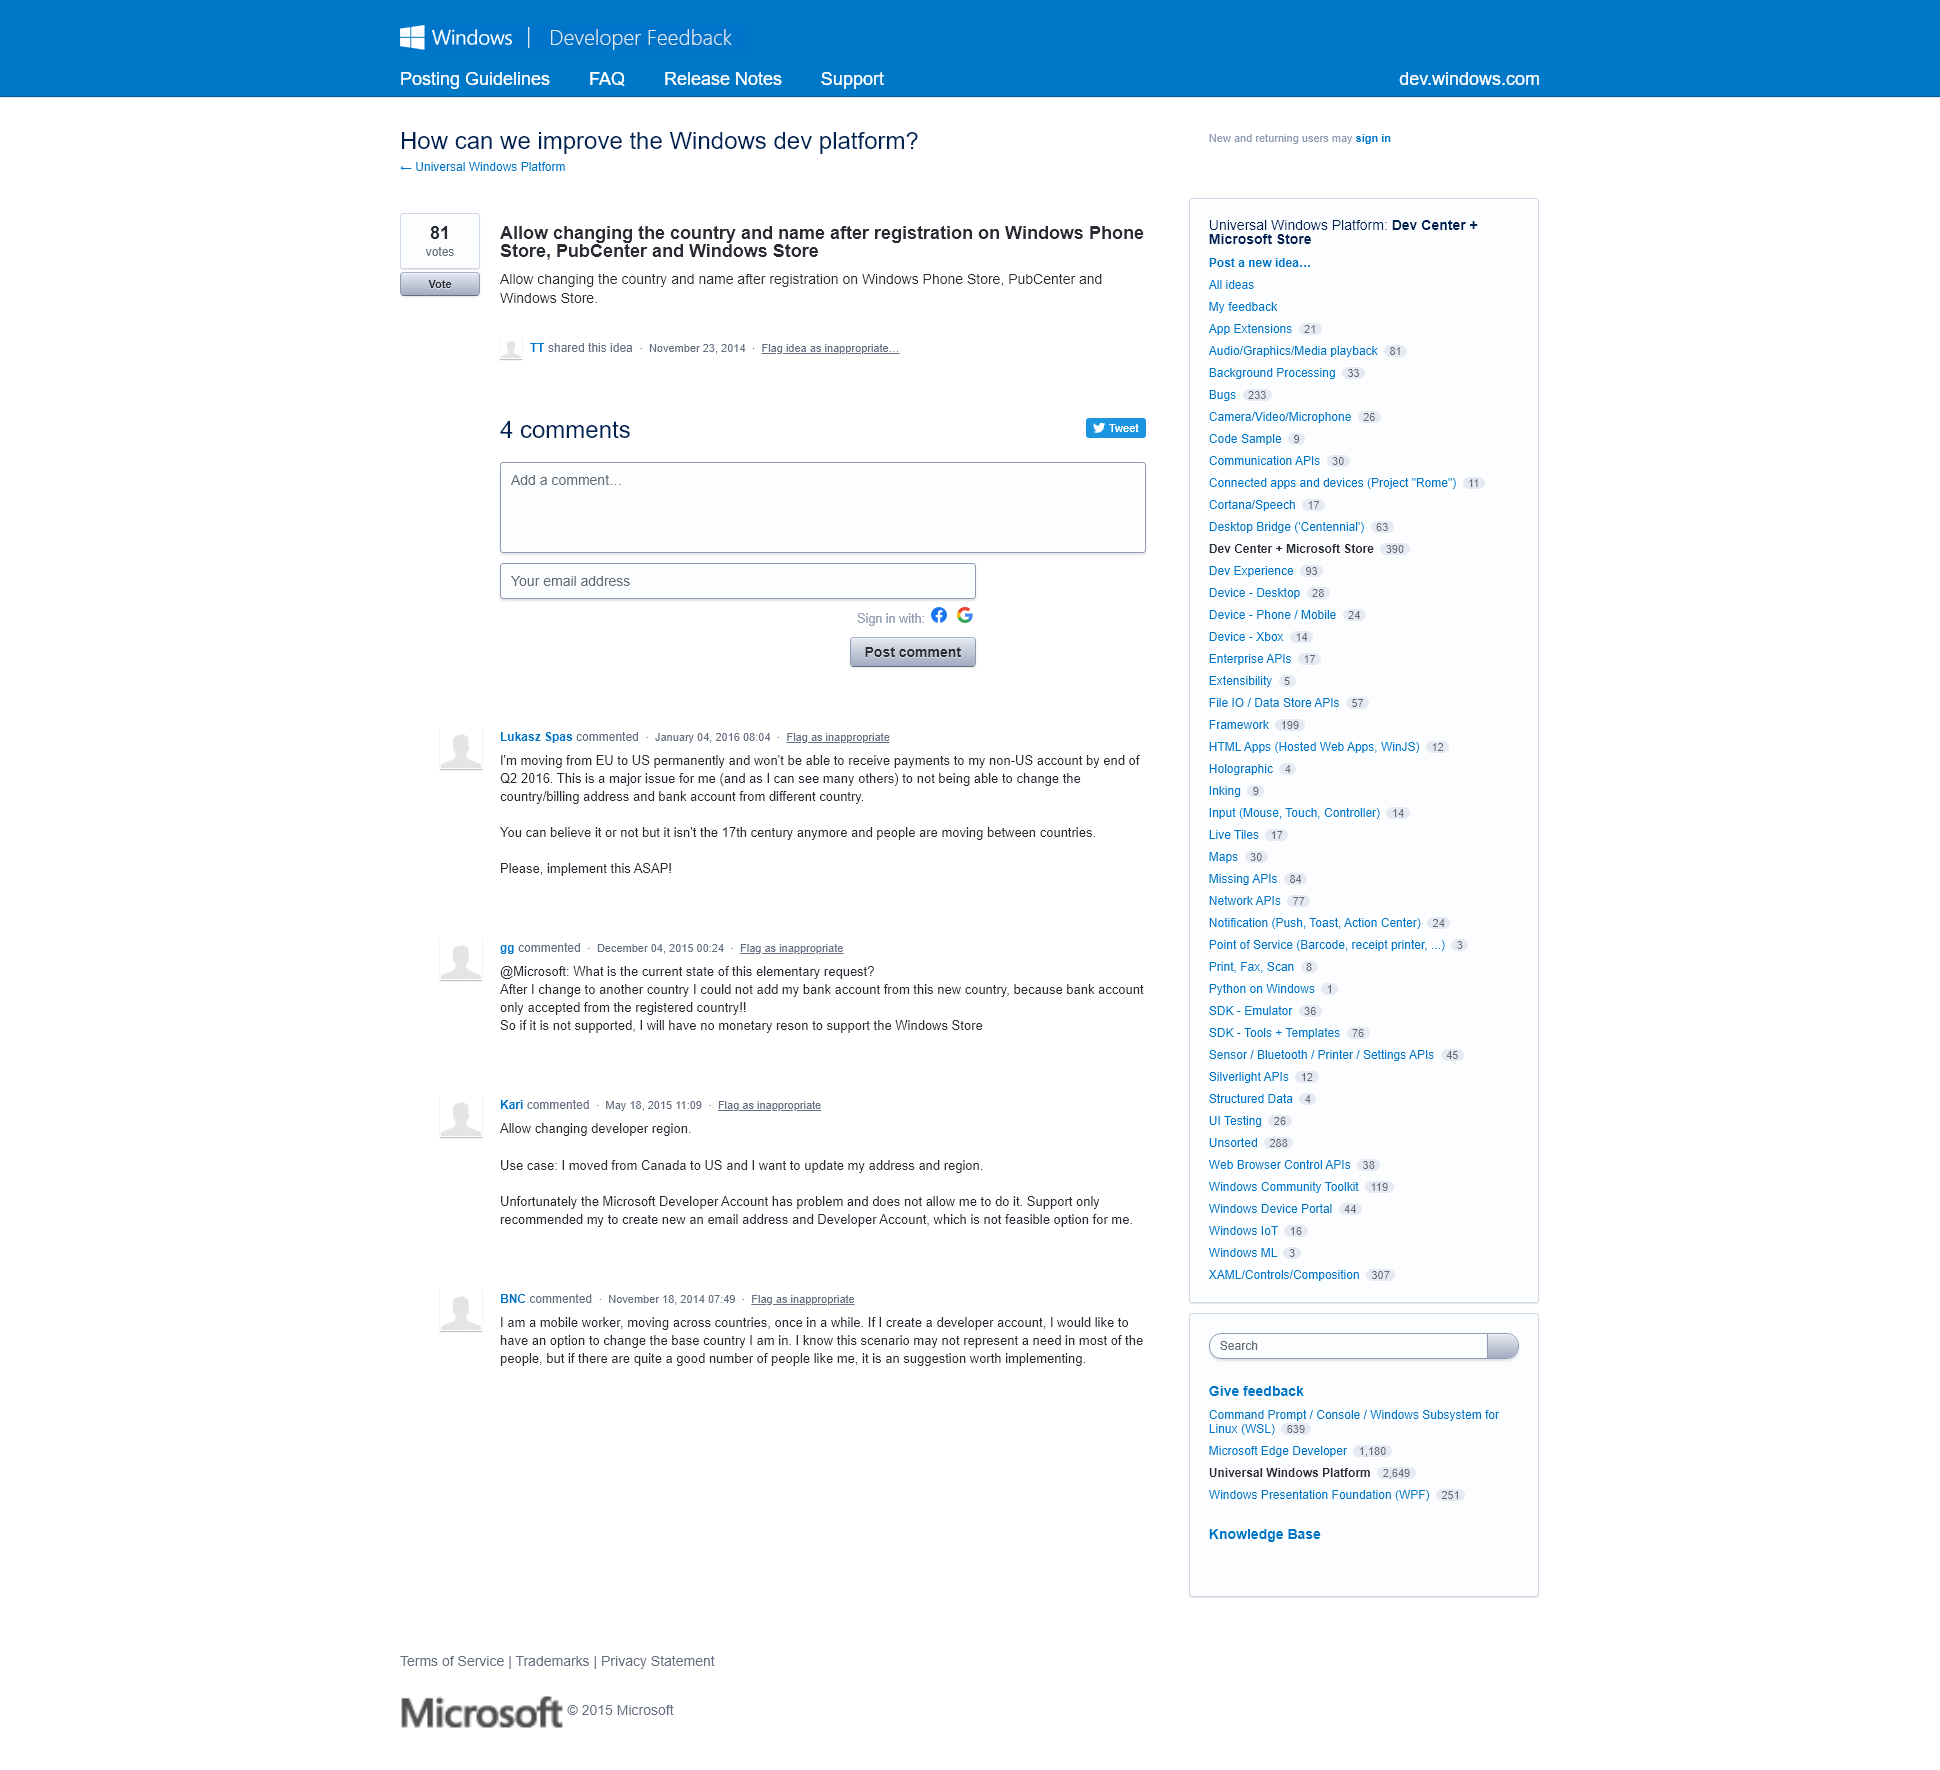 Windows | Developer Feedback
Posting Guidelines FAQ Release Notes Support dev.windows.com
How can we improve the Windows dev platform?
← Universal Windows Platform
New and returning users may sign in
81
votes
Vote
Allow changing the country and name after registration on Windows Phone
Store, PubCenter and Windows Store
Allow changing the country and name after registration on Windows Phone Store, PubCenter and
Windows Store.
TT shared this idea · November 23, 2014 · Flag idea as inappropriate…
4 comments
Tweet
Add a comment…
Your email address
Sign in with:
Post comment
Lukasz Spas commented · January 04, 2016 08:04 · Flag as inappropriate
I'm moving from EU to US permanently and won't be able to receive payments to my non-US account by end of
Q2 2016. This is a major issue for me (and as I can see many others) to not being able to change the
country/billing address and bank account from different country.
You can believe it or not but it isn't the 17th century anymore and people are moving between countries.
Please, implement this ASAP!
gg commented · December 04, 2015 00:24 · Flag as inappropriate
@Microsoft: What is the current state of this elementary request?
After I change to another country I could not add my bank account from this new country, because bank account
only accepted from the registered country!!
So if it is not supported, I will have no monetary reson to support the Windows Store
Kari commented · May 18, 2015 11:09 · Flag as inappropriate
Allow changing developer region.
Use case: I moved from Canada to US and I want to update my address and region.
Unfortunately the Microsoft Developer Account has problem and does not allow me to do it. Support only
recommended my to create new an email address and Developer Account, which is not feasible option for me.
BNC commented · November 18, 2014 07:49 · Flag as inappropriate
I am a mobile worker, moving across countries, once in a while. If I create a developer account, I would like to
have an option to change the base country I am in. I know this scenario may not represent a need in most of the
people, but if there are quite a good number of people like me, it is an suggestion worth implementing.
Universal Windows Platform: Dev Center +
Microsoft Store
Post a new idea…
All ideas
My feedback
App Extensions 21
Audio/Graphics/Media playback 81
Background Processing 33
Bugs 233
Camera/Video/Microphone 26
Code Sample 9
Communication APIs 30
Connected apps and devices (Project "Rome") 11
Cortana/Speech 17
Desktop Bridge ('Centennial') 63
Dev Center + Microsoft Store 390
Dev Experience 93
Device - Desktop 28
Device - Phone / Mobile 24
Device - Xbox 14
Enterprise APIs 17
Extensibility 5
File IO / Data Store APIs 57
Framework 199
HTML Apps (Hosted Web Apps, WinJS) 12
Holographic 4
Inking 9
Input (Mouse, Touch, Controller) 14
Live Tiles 17
Maps 30
Missing APIs 84
Network APIs 77
Notification (Push, Toast, Action Center) 24
Point of Service (Barcode, receipt printer, ...) 3
Print, Fax, Scan 8
Python on Windows 1
SDK - Emulator 36
SDK - Tools + Templates 76
Sensor / Bluetooth / Printer / Settings APIs 45
Silverlight APIs 12
Structured Data 4
UI Testing 26
Unsorted 288
Web Browser Control APIs 38
Windows Community Toolkit 119
Windows Device Portal 44
Windows IoT 16
Windows ML 3
XAML/Controls/Composition 307
Search
Give feedback
Command Prompt / Console / Windows Subsystem for
Linux (WSL) 639
Microsoft Edge Developer 1,180
Universal Windows Platform 2,649
Windows Presentation Foundation (WPF) 251
Knowledge Base
Terms of Service | Trademarks | Privacy Statement
Microsoft © 2015 Microsoft